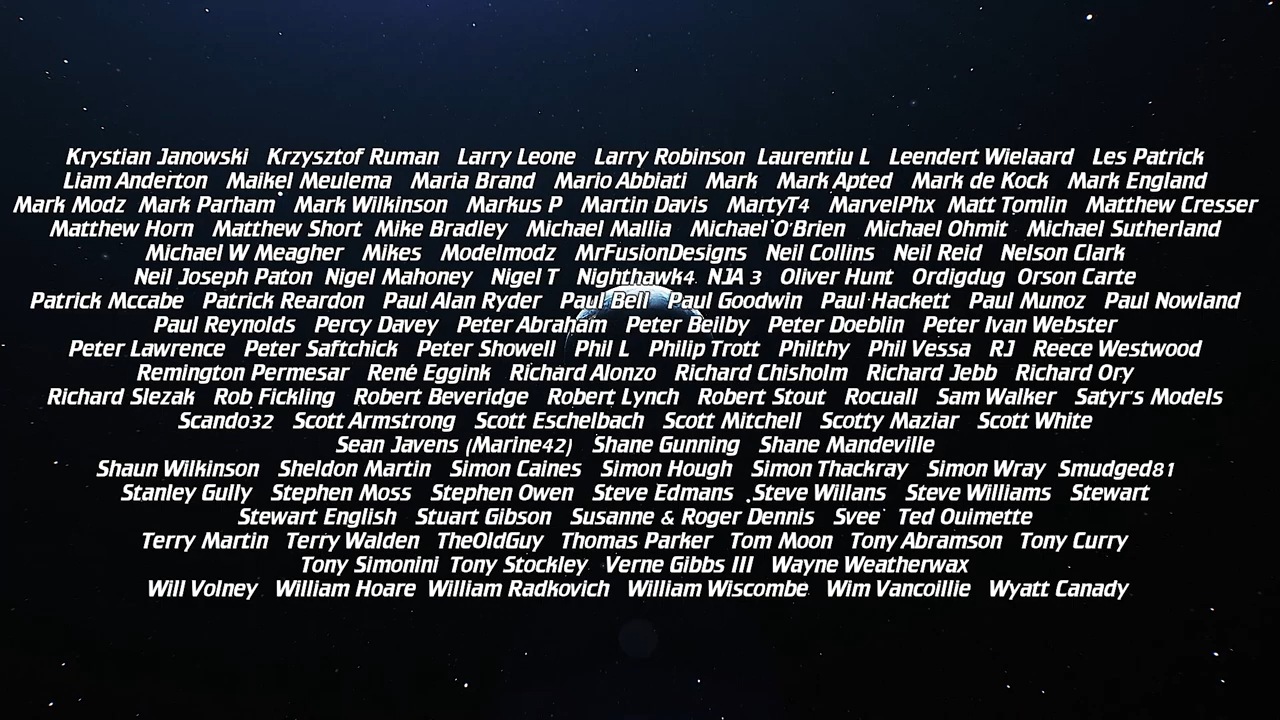 Krystian Janowski Krzysztof Ruman Larry Leone Larry Robinson Laurentiu L Leendert Wielaard Les Patrick
Liam Anderton Maikel Meulema Maria Brand Mario Abbiati Mark Mark Apted Mark de Kock Mark England
Mark Modz Mark Parham Mark Wilkinson Markus P Martin Davis MartyT4 MarvelPhx Matt Tomlin Matthew Cresser
Matthew Horn Matthew Short Mike Bradley Michael Mallia Michael O'Brien Michael Ohmit Michael Sutherland
Michael W Meagher Mikes Modelmodz MrFusionDesigns Neil Collins Neil Reid Nelson Clark
Neil Joseph Paton Nigel Mahoney Nigel T Nighthawk4 NJA 3 Oliver Hunt Ordigdug Orson Carte
Patrick Mccabe Patrick Reardon Paul Alan Ryder Paul Bell Paul Goodwin Paul Hackett Paul Munoz Paul Nowland
Paul Reynolds Percy Davey Peter Abraham Peter Beilby Peter Doeblin Peter Ivan Webster
Peter Lawrence Peter Saftchick Peter Showell Phil L Philip Trott Philthy Phil Vessa RJ Reece Westwood
Remington Permesar René Eggink Richard Alonzo Richard Chisholm Richard Jebb Richard Ory
Richard Slezak Rob Fickling Robert Beveridge Robert Lynch Robert Stout Rocuall Sam Walker Satyr's Models
Scando32 Scott Armstrong Scott Eschelbach Scott Mitchell Scotty Maziar Scott White
Sean Javens (Marine42) Shane Gunning Shane Mandeville
Shaun Wilkinson Sheldon Martin Simon Caines Simon Hough Simon Thackray Simon Wray Smudged81
Stanley Gully Stephen Moss Stephen Owen Steve Edmans Steve Willans Steve Williams Stewart
Stewart English Stuart Gibson Susanne & Roger Dennis Svee Ted Ouimette
Terry Martin Terry Walden TheOldGuy Thomas Parker Tom Moon Tony Abramson Tony Curry
Tony Simonini Tony Stockley Verne Gibbs III Wayne Weatherwax
Will Volney William Hoare William Radkovich William Wiscombe Wim Vancoillie Wyatt Canady